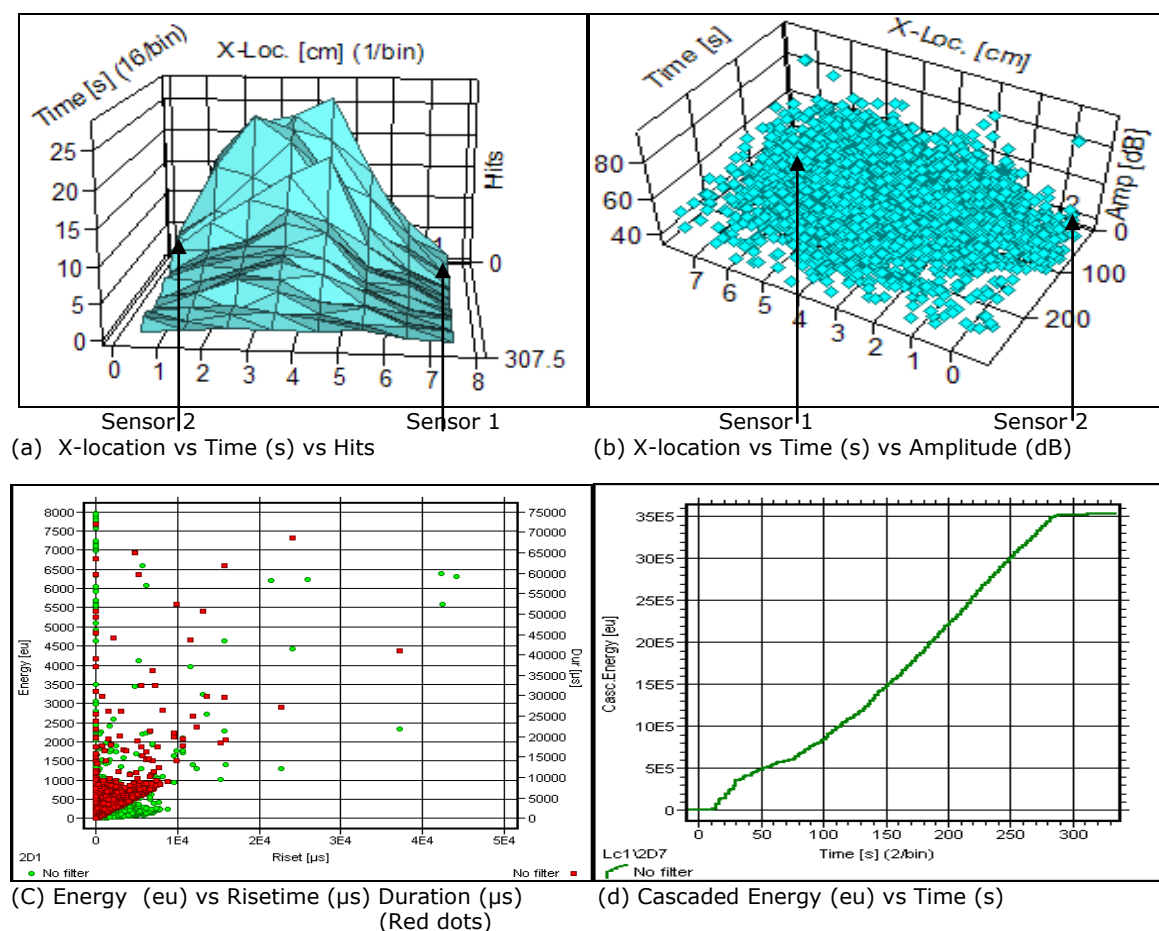 X-Loc. [cm] (1/bin)
Time [s] (16/bin)
Hits
25
20
15
10
5
0
0 1 2 3 4 5 6 7 8
0
307.5
Sensor 2 Sensor 1
(a) X-location vs Time (s) vs Hits
Time [s]
X-Loc. [cm]
Amp [dB]
80
60
40
7 6 5 4 3 2 1 0
0
100
200
Sensor 1 Sensor 2
(b) X-location vs Time (s) vs Amplitude (dB)
8000
7500
7000
6500
6000
5500
5000
4500
4000
3500
3000
2500
2000
1500
1000
500
0
Energy [eu]
75000
70000
65000
60000
55000
50000
45000
40000
35000
30000
25000
20000
15000
10000
5000
0
Dur [µs]
0 1E4 2E4 3E4 4E4 5E4
Riset [µs]
2D1
No filter No filter
(C) Energy (eu) vs Risetime (µs) Duration (µs)
(Red dots)
35E5
30E5
25E5
20E5
15E5
10E5
5E5
0
Casc.Energy [eu]
0 50 100 150 200 250 300
Time [s] (2/bin)
Lc1\2D7
No filter
(d) Cascaded Energy (eu) vs Time (s)